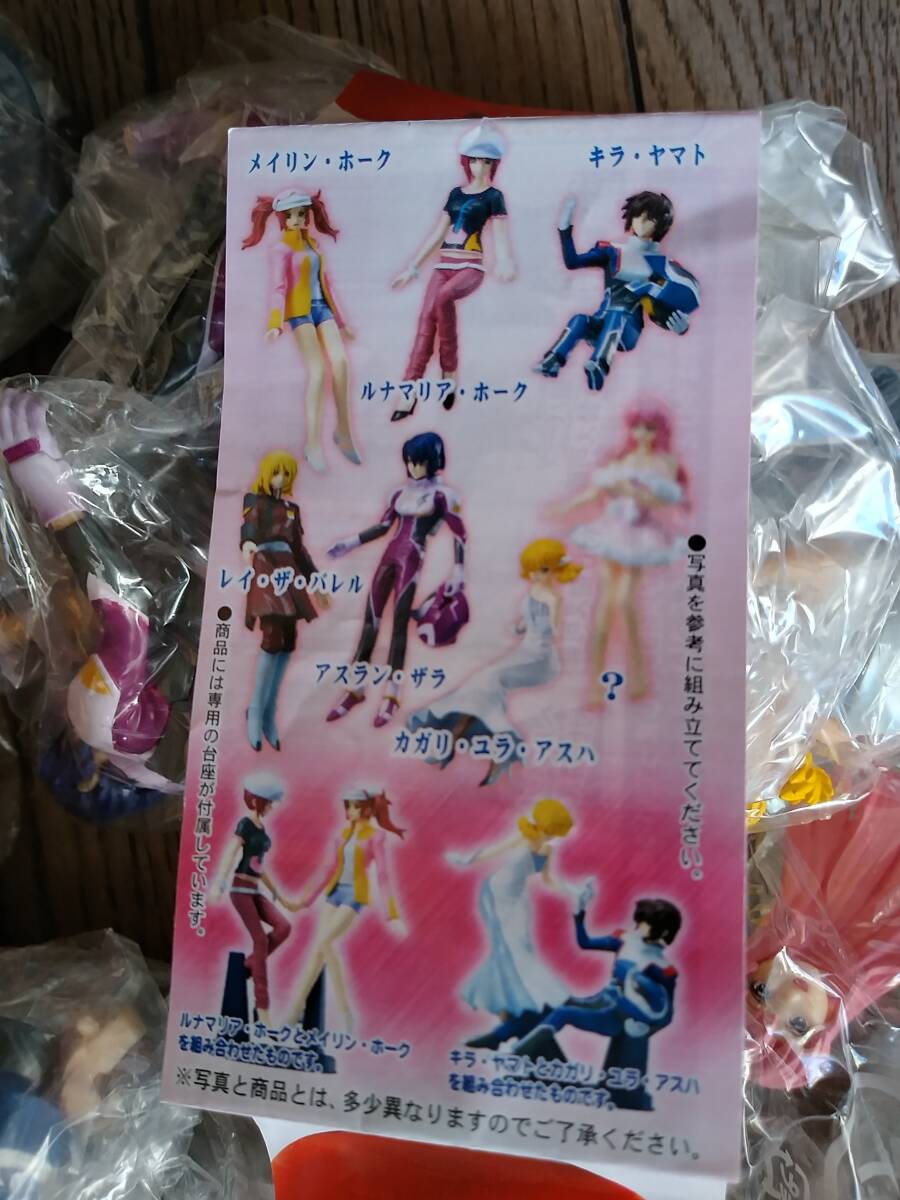 メイリン・ホーク
キラ・ヤマト
ルナマリア・ホーク
レイ・ザ・バレル
アスラン・ザラ
カガリ・ユラ・アスハ
?
●写真を参考に組み立ててください。
●商品には専用の台座が付属しています。
ルナマリア・ホークとメイリン・ホーク
を組み合わせたものです。
キラ・ヤマトとカガリ・ユラ・アスハ
を組み合わせたものです。
※写真と商品とは、多少異なりますのでご了承ください。